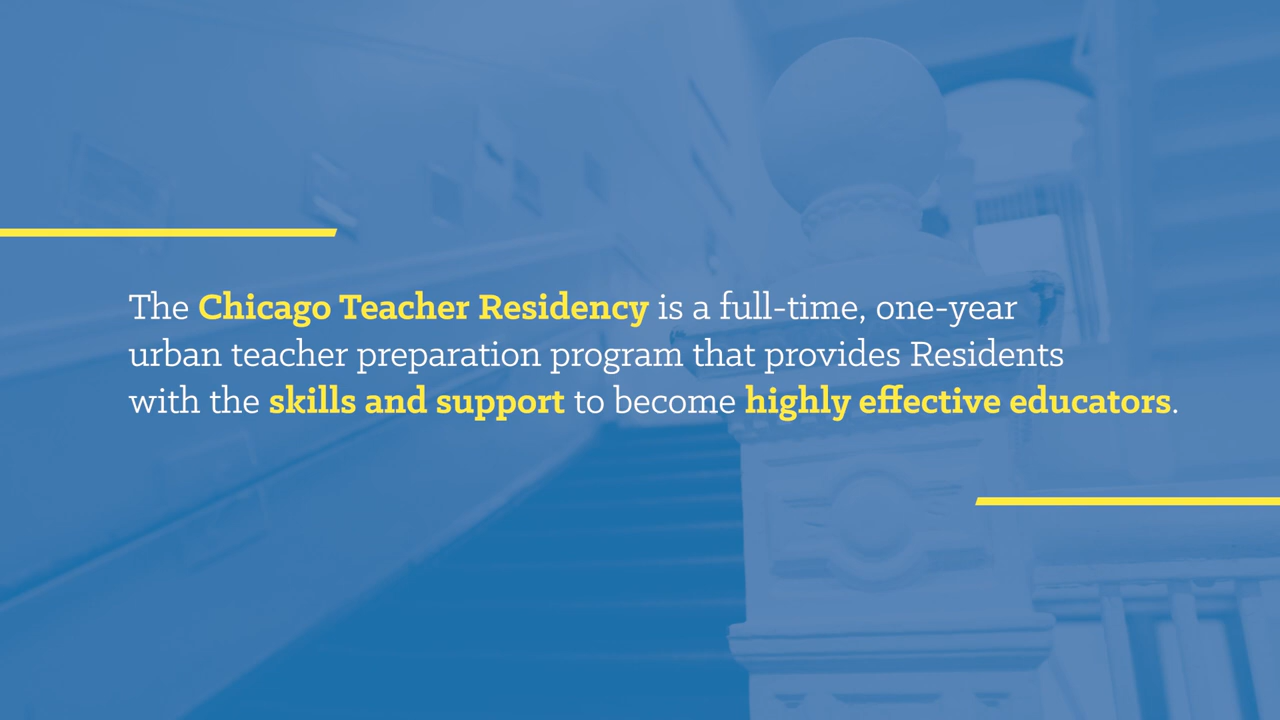 The Chicago Teacher Residency is a full-time, one-year
urban teacher preparation program that provides Residents
with the skills and support to become highly effective educators.